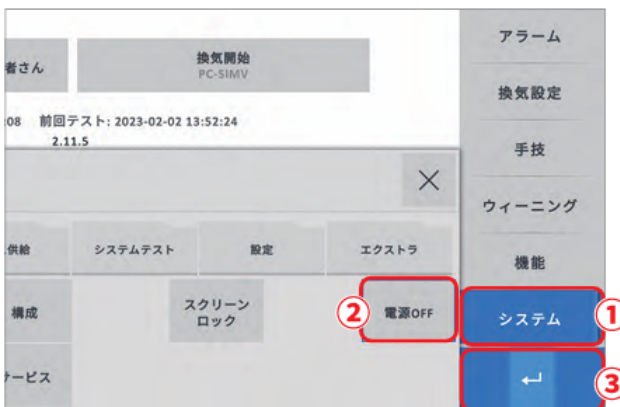 アラーム
者さん
換気開始
PC-SIMV
換気設定
:08 前回テスト: 2023-02-02 13:52:24
2.11.5
手技
ウィーニング
供給
システムテスト
設定
エクストラ
機能
構成
スクリーン
ロック
②
電源OFF
システム
①
サービス
③